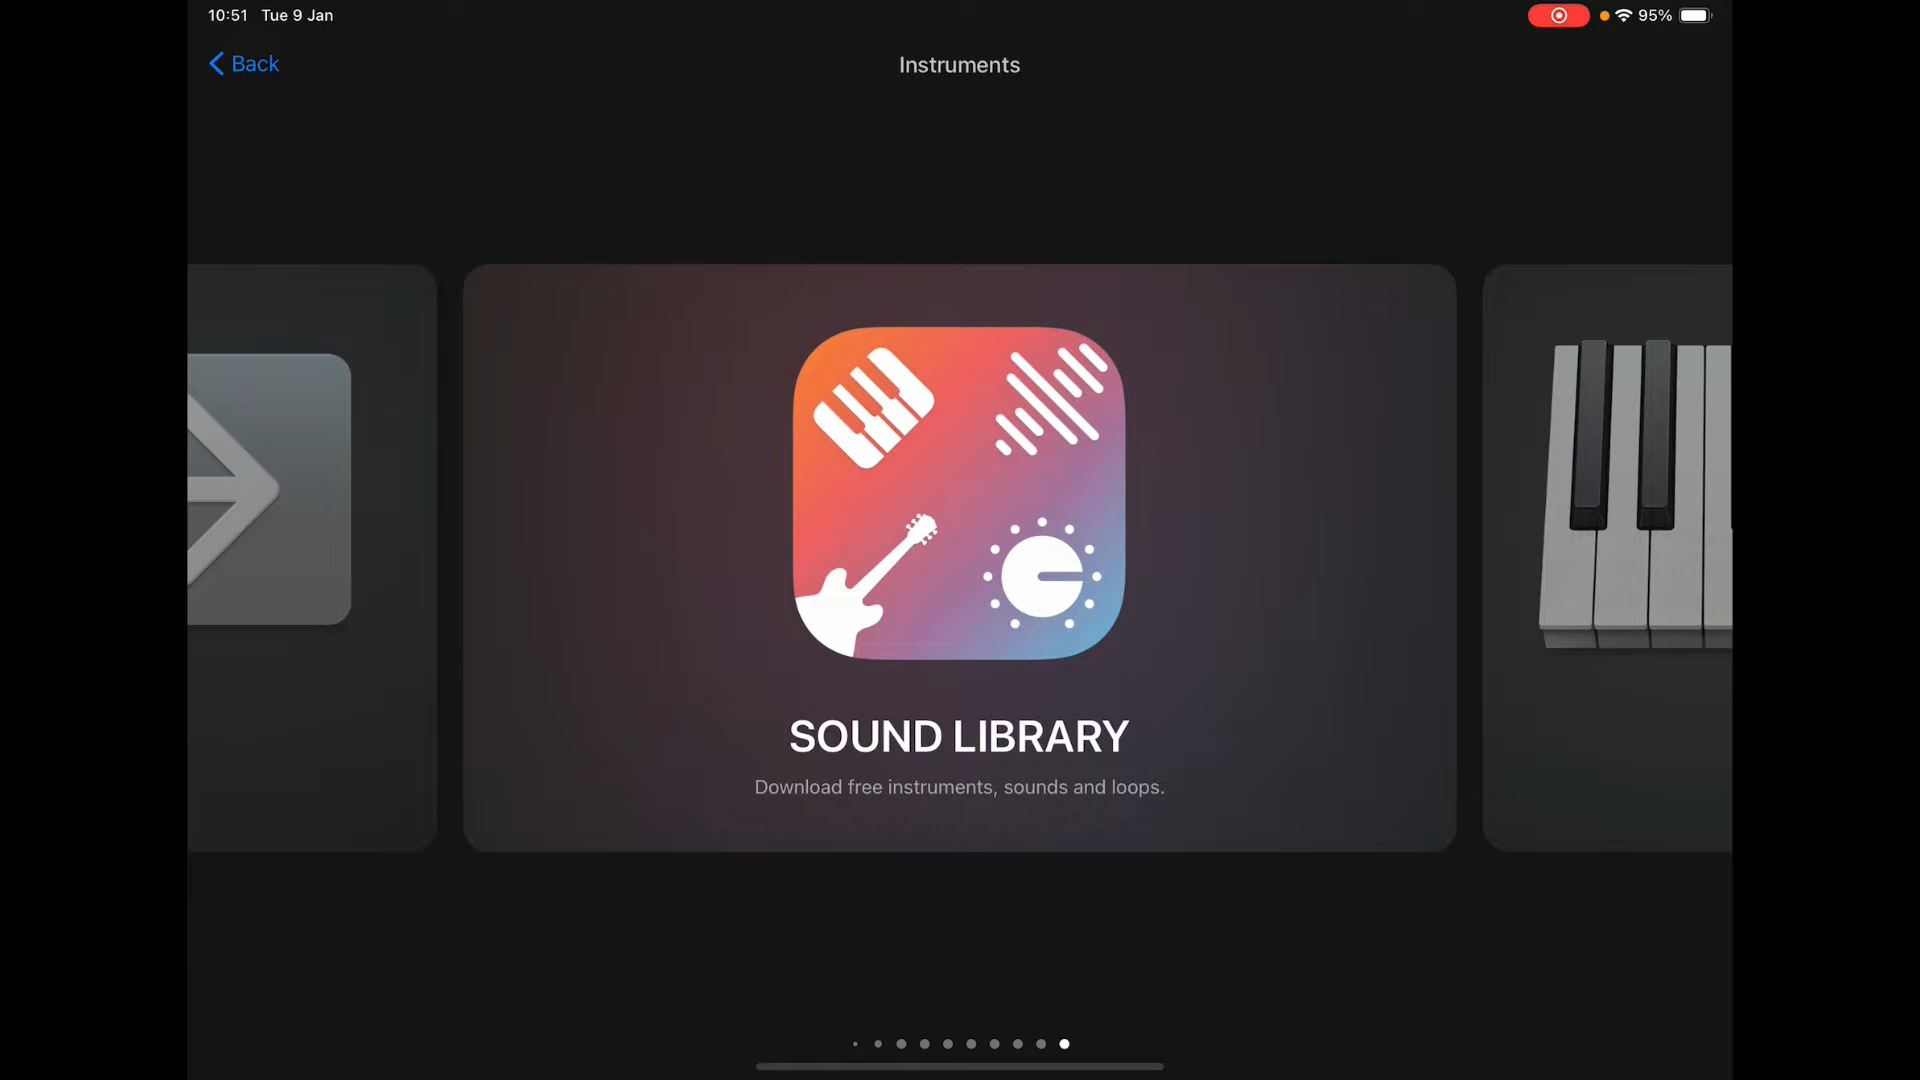 10:51 Tue 9 Jan 95%
Back Instruments
SOUND LIBRARY
Download free instruments, sounds and loops.